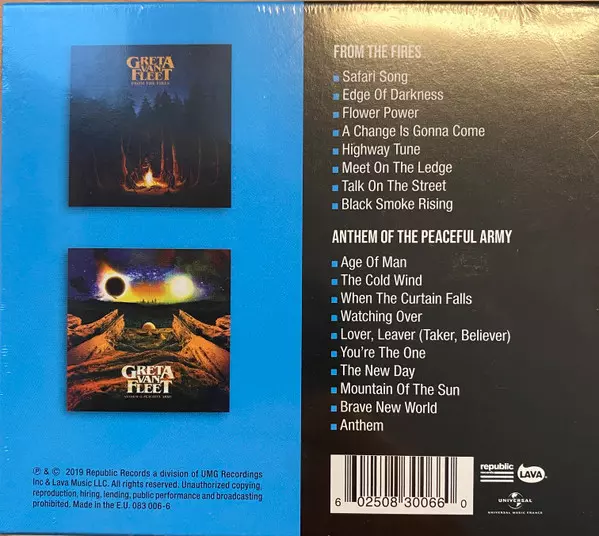 GRETA
VAN
FLEET
FROM THE FIRES
GRETA
VAN
FLEET
ANTHEM OF THE PEACEFUL ARMY
℗ & © 2019 Republic Records a division of UMG Recordings
Inc & Lava Music LLC. All rights reserved. Unauthorized copying,
reproduction, hiring, lending, public performance and broadcasting
prohibited. Made in the E.U. 083 006-6
FROM THE FIRES
Safari Song
Edge Of Darkness
Flower Power
A Change Is Gonna Come
Highway Tune
Meet On The Ledge
Talk On The Street
Black Smoke Rising
ANTHEM OF THE PEACEFUL ARMY
Age Of Man
The Cold Wind
When The Curtain Falls
Watching Over
Lover, Leaver (Taker, Believer)
You're The One
The New Day
Mountain Of The Sun
Brave New World
Anthem
6 02508 30066 0
republic
records
LAVA
UNIVERSAL
UNIVERSAL MUSIC FRANCE